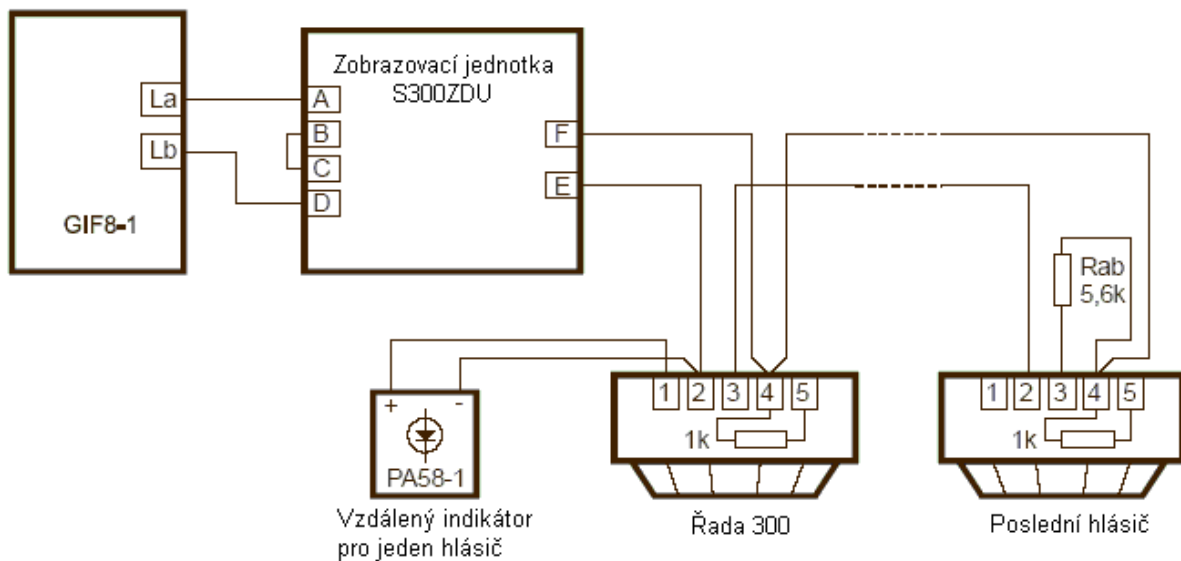 Zobrazovací jednotka
S300ZDU
La
A
B
F
Lb
C
E
D
GIF8-1
Rab
5,6k
1 2 3 4 5
1 2 3 4 5
+ -
1k
1k
PA58-1
Vzdálený indikátor
pro jeden hlásič
Řada 300
Poslední hlásič